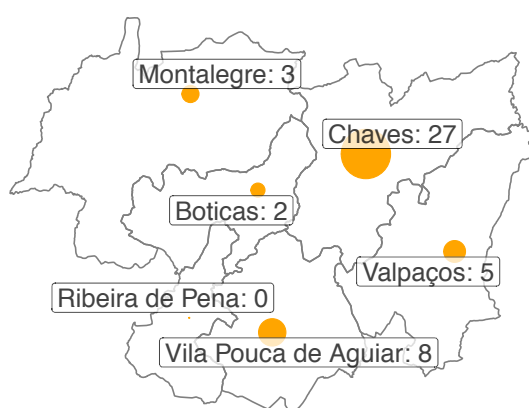 Montalegre: 3
Chaves: 27
Boticas: 2
Valpaços: 5
Ribeira de Pena: 0
Vila Pouca de Aguiar: 8